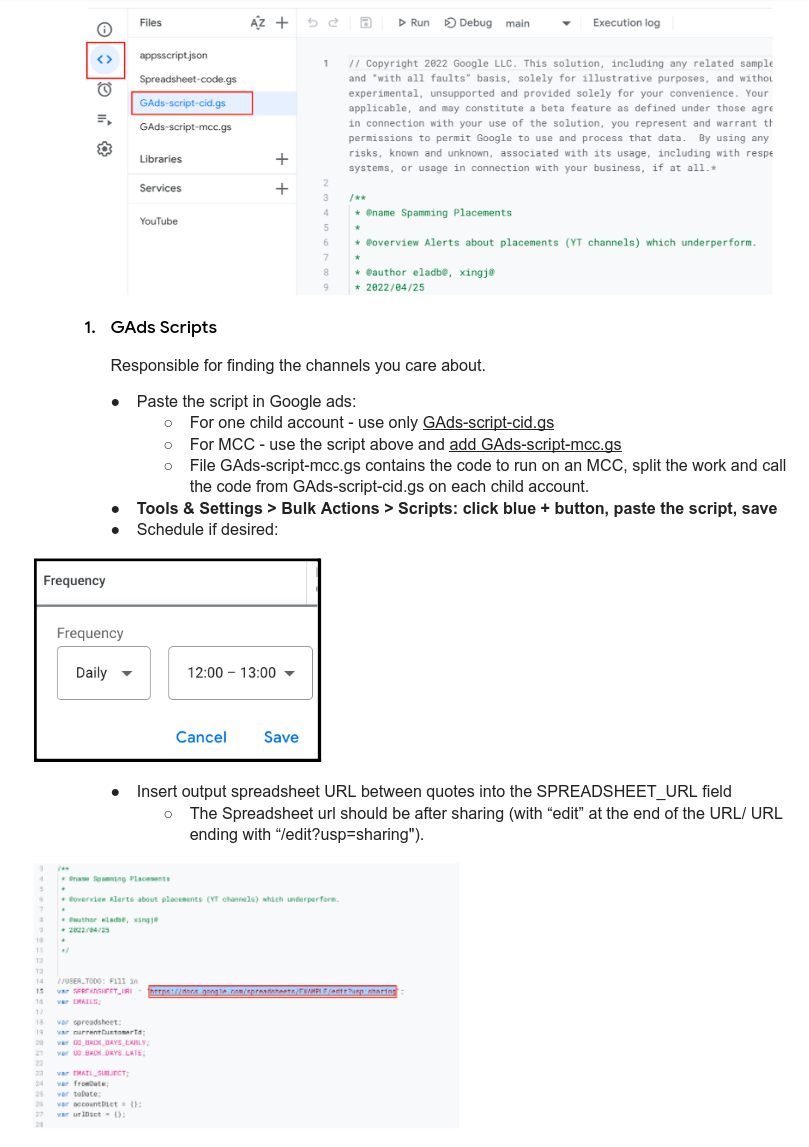 Files
Run
Debug
main
Execution log
appsscript.json
Spreadsheet-code.gs
GAds-script-cid.gs
GAds-script-mcc.gs
Libraries
Services
YouTube
1 // Copyright 2022 Google LLC. This solution, including any related sample
and "with all faults" basis, solely for illustrative purposes, and withou
experimental, unsupported and provided solely for your convenience. Your
applicable, and may constitute a beta feature as defined under those agre
in connection with your use of the solution, you represent and warrant th
permissions to permit Google to use and process that data. By using any
risks, known and unknown, associated with its usage, including with respe
systems, or usage in connection with your business, if at all.*
2
3 /**
4 * @name Spamming Placements
5 *
6 * @overview Alerts about placements (YT channels) which underperform.
7 *
8 * @author eladb@, xingj@
9 * 2022/04/25
1. GAds Scripts
Responsible for finding the channels you care about.
● Paste the script in Google ads:
○ For one child account - use only GAds-script-cid.gs
○ For MCC - use the script above and add GAds-script-mcc.gs
○ File GAds-script-mcc.gs contains the code to run on an MCC, split the work and call
the code from GAds-script-cid.gs on each child account.
● Tools & Settings > Bulk Actions > Scripts: click blue + button, paste the script, save
● Schedule if desired:
Frequency
Frequency
Daily
12:00 – 13:00
Cancel
Save
● Insert output spreadsheet URL between quotes into the SPREADSHEET_URL field
○ The Spreadsheet url should be after sharing (with “edit” at the end of the URL/ URL
ending with “/edit?usp=sharing").
3 /**
4 * @name Spamming Placements
5 *
6 * @overview Alerts about placements (YT channels) which underperform.
7 *
8 * @author eladb@, xingj@
9 * 2022/04/25
10 *
11 */
12
13
14 //USER_TODO: Fill in
15 var SPREADSHEET_URL = "https://docs.google.com/spreadsheets/EXAMPLE/edit?usp=sharing";
16 var EMAILS;
17
18 var spreadsheet;
19 var currentCustomerId;
20 var GO_BACK_DAYS_EARLY;
21 var GO_BACK_DAYS_LATE;
22
23 var EMAIL_SUBJECT;
24 var fromDate;
25 var toDate;
26 var accountDict = {};
27 var urlDict = {};
28